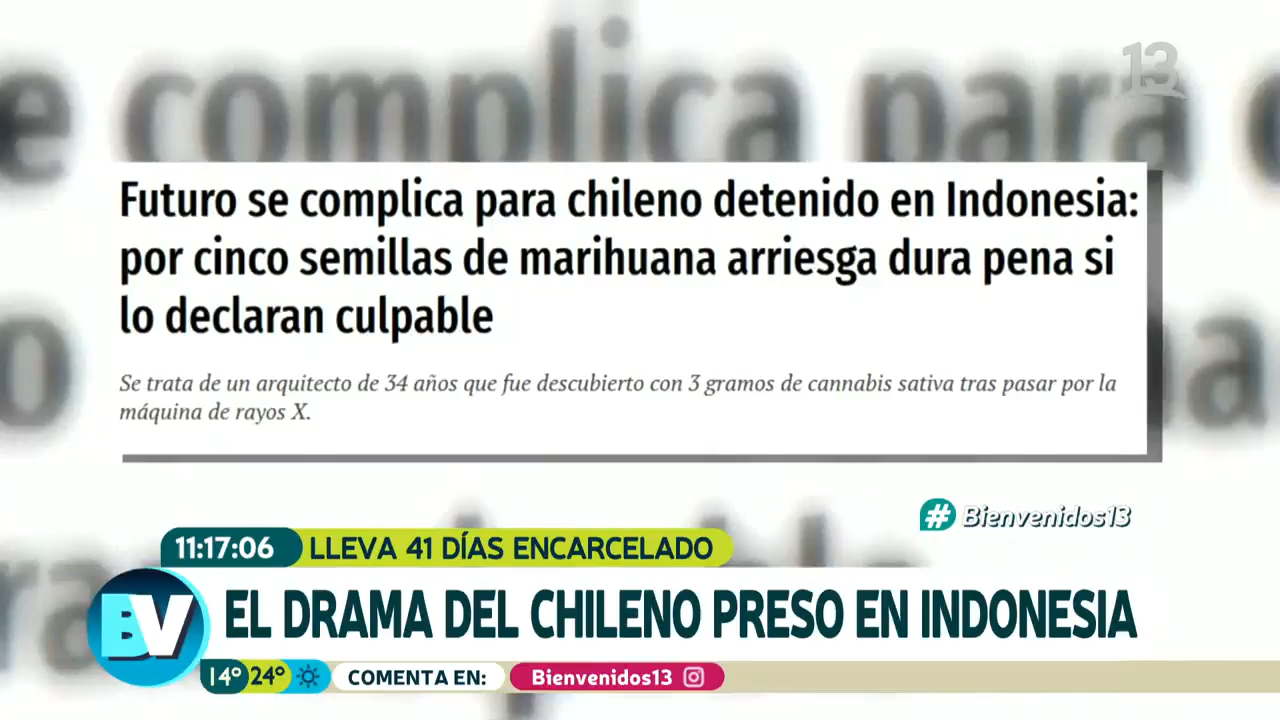 e complica para
13
Futuro se complica para chileno detenido en Indonesia:
por cinco semillas de marihuana arriesga dura pena si
lo declaran culpable
Se trata de un arquitecto de 34 años que fue descubierto con 3 gramos de cannabis sativa tras pasar por la
máquina de rayos X.
# Bienvenidos13
11:17:06 LLEVA 41 DÍAS ENCARCELADO
BV EL DRAMA DEL CHILENO PRESO EN INDONESIA
14° 24° COMENTA EN: Bienvenidos13